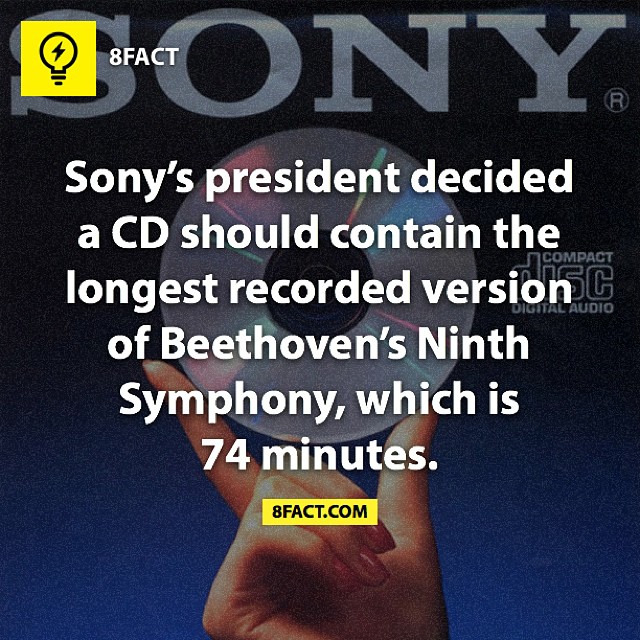 SONY®
8FACT
Sony's president decided
a CD should contain the
longest recorded version
of Beethoven's Ninth
Symphony, which is
74 minutes.
COMPACT
disc
DIGITAL AUDIO
8FACT.COM